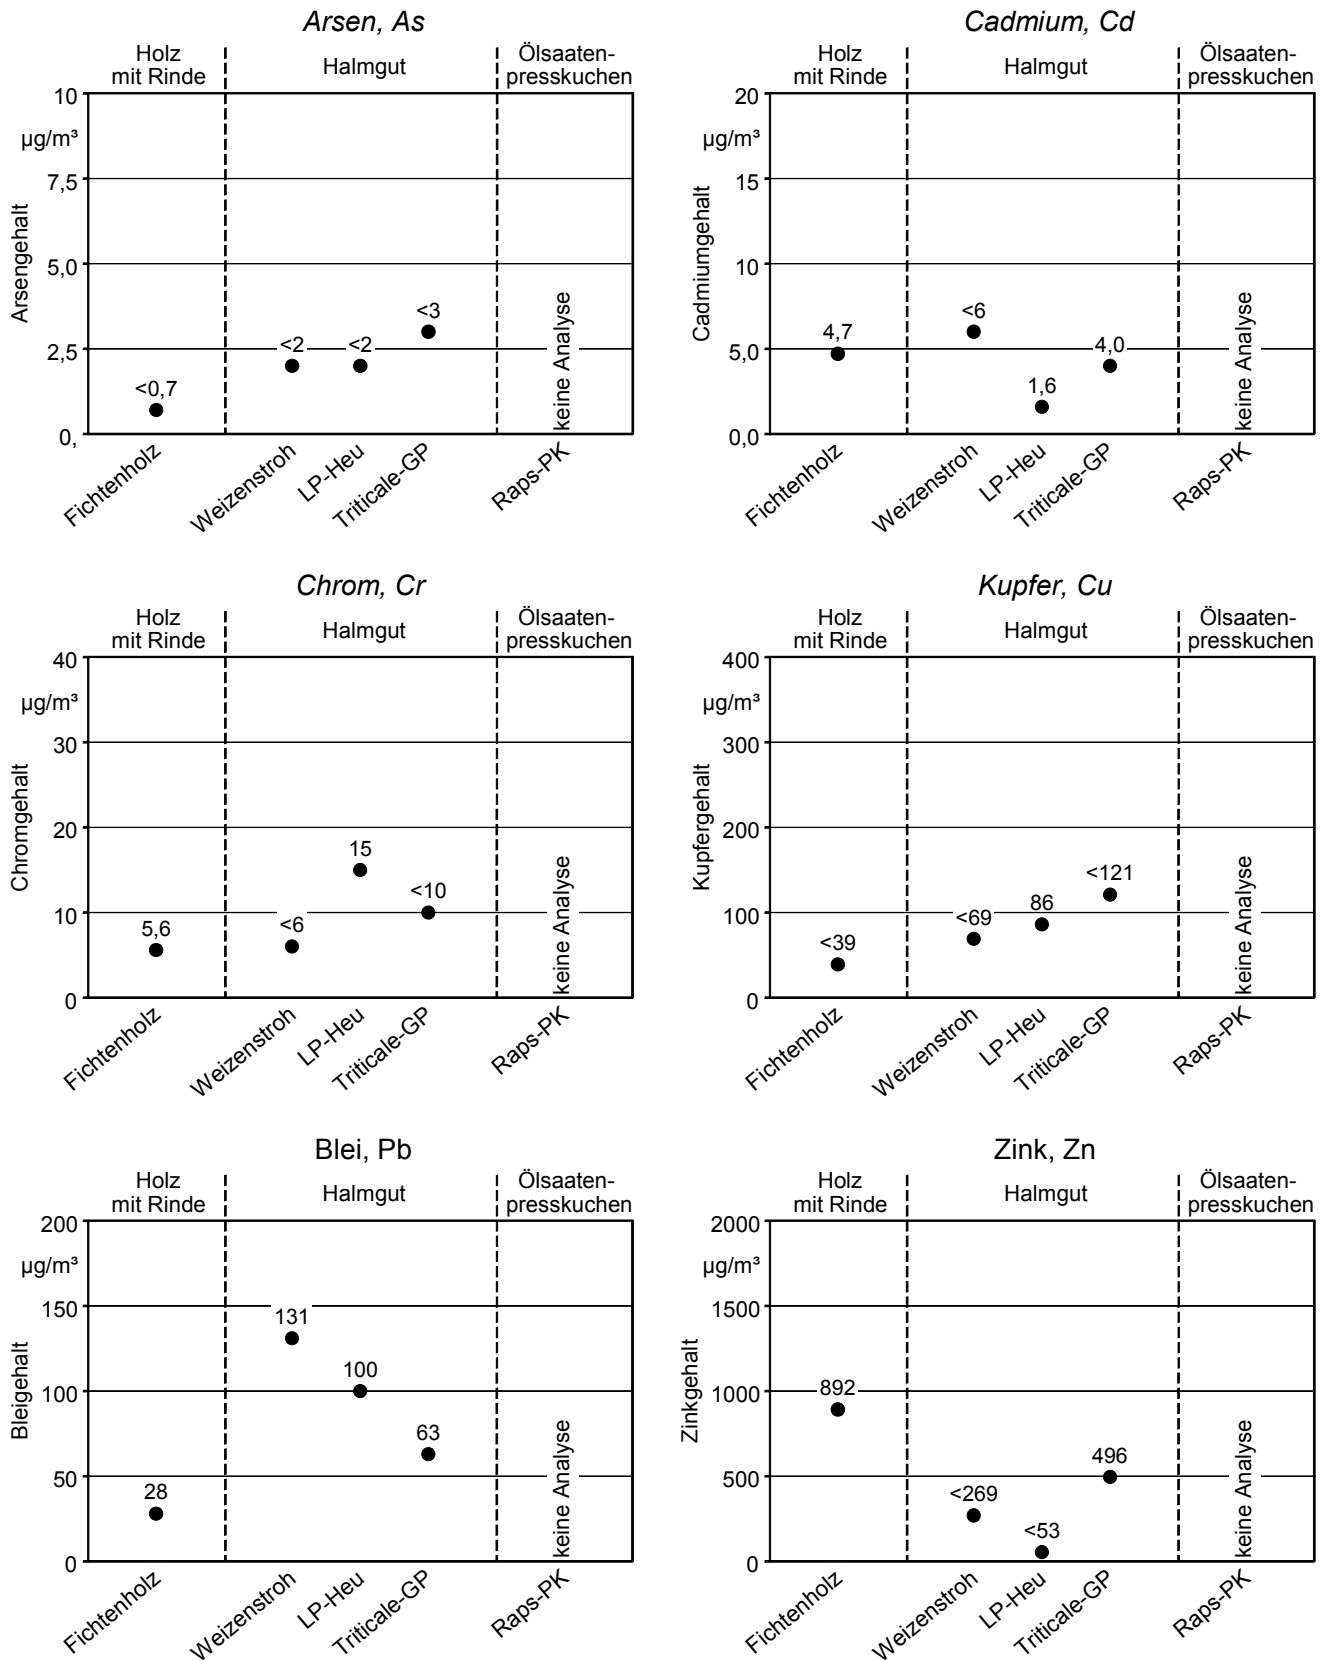 Arsen, As
Holz
mit Rinde
Halmgut
Ölsaaten-
presskuchen
10
µg/m³
7,5
5,0
2,5
0,
Arsengehalt
<0,7
<2
<2
<3
keine Analyse
Fichtenholz
Weizenstroh
LP-Heu
Triticale-GP
Raps-PK
Cadmium, Cd
Holz
mit Rinde
Halmgut
Ölsaaten-
presskuchen
20
µg/m³
15
10
5,0
0,0
Cadmiumgehalt
4,7
<6
1,6
4,0
keine Analyse
Fichtenholz
Weizenstroh
LP-Heu
Triticale-GP
Raps-PK
Chrom, Cr
Holz
mit Rinde
Halmgut
Ölsaaten-
presskuchen
40
µg/m³
30
20
10
0
Chromgehalt
5,6
<6
15
<10
keine Analyse
Fichtenholz
Weizenstroh
LP-Heu
Triticale-GP
Raps-PK
Kupfer, Cu
Holz
mit Rinde
Halmgut
Ölsaaten-
presskuchen
400
µg/m³
300
200
100
0
Kupfergehalt
<39
<69
86
<121
keine Analyse
Fichtenholz
Weizenstroh
LP-Heu
Triticale-GP
Raps-PK
Blei, Pb
Holz
mit Rinde
Halmgut
Ölsaaten-
presskuchen
200
µg/m³
150
100
50
0
Bleigehalt
28
131
100
63
keine Analyse
Fichtenholz
Weizenstroh
LP-Heu
Triticale-GP
Raps-PK
Zink, Zn
Holz
mit Rinde
Halmgut
Ölsaaten-
presskuchen
2000
µg/m³
1500
1000
500
0
Zinkgehalt
892
<269
<53
496
keine Analyse
Fichtenholz
Weizenstroh
LP-Heu
Triticale-GP
Raps-PK